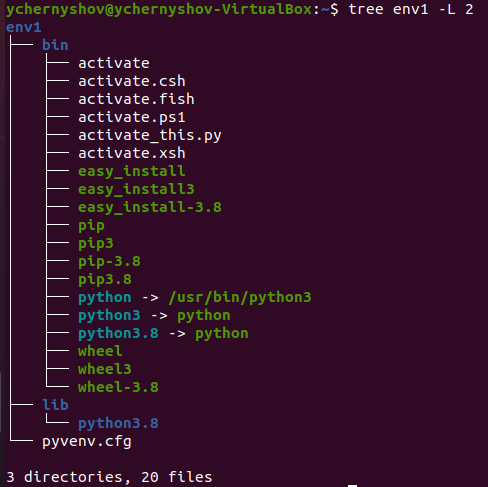 ychernyshov@ychernyshov-VirtualBox:~$ tree env1 -L 2
env1
├── bin
│   ├── activate
│   ├── activate.csh
│   ├── activate.fish
│   ├── activate.ps1
│   ├── activate_this.py
│   ├── activate.xsh
│   ├── easy_install
│   ├── easy_install3
│   ├── easy_install-3.8
│   ├── pip
│   ├── pip3
│   ├── pip-3.8
│   ├── pip3.8
│   ├── python -> /usr/bin/python3
│   ├── python3 -> python
│   ├── python3.8 -> python
│   ├── wheel
│   ├── wheel3
│   └── wheel-3.8
├── lib
│   └── python3.8
└── pyvenv.cfg
3 directories, 20 files